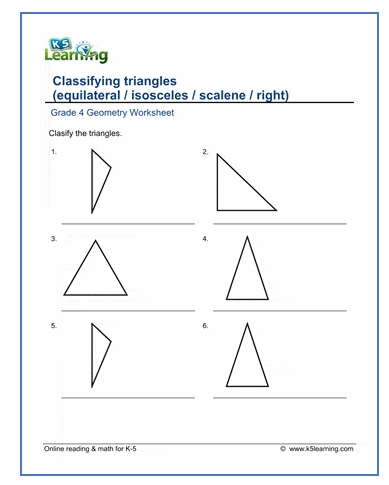 K5
Learning
Classifying triangles
(equilateral / isosceles / scalene / right)
Grade 4 Geometry Worksheet
Clasify the triangles.
1.
2.
3.
4.
5.
6.
Online reading & math for K-5
© www.k5learning.com